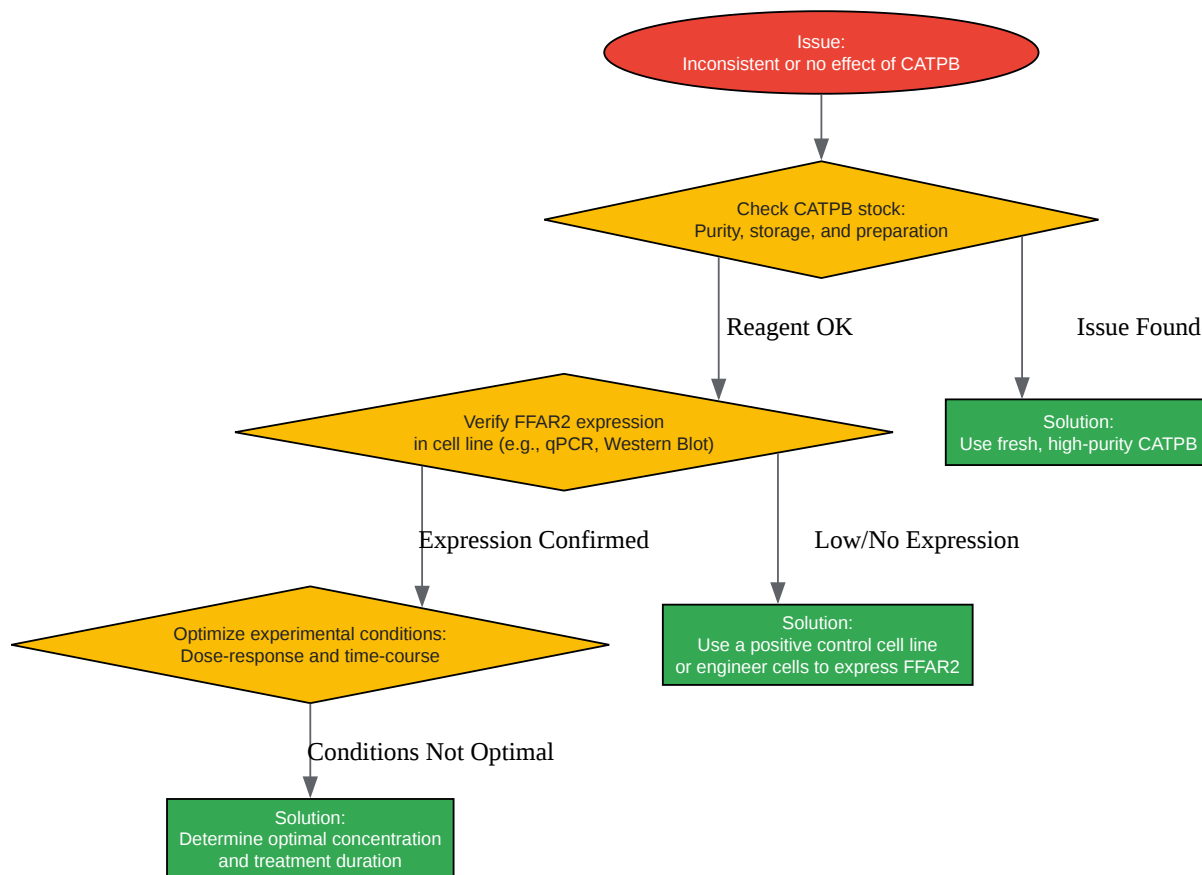 Issue:
Inconsistent or no effect of CATPB
Check CATPB stock:
Purity, storage, and preparation
Reagent OK
Issue Found
Verify FFAR2 expression
in cell line (e.g., qPCR, Western Blot)
Solution:
Use fresh, high-purity CATPB
Expression Confirmed
Low/No Expression
Optimize experimental conditions:
Dose-response and time-course
Solution:
Use a positive control cell line
or engineer cells to express FFAR2
Conditions Not Optimal
Solution:
Determine optimal concentration
and treatment duration